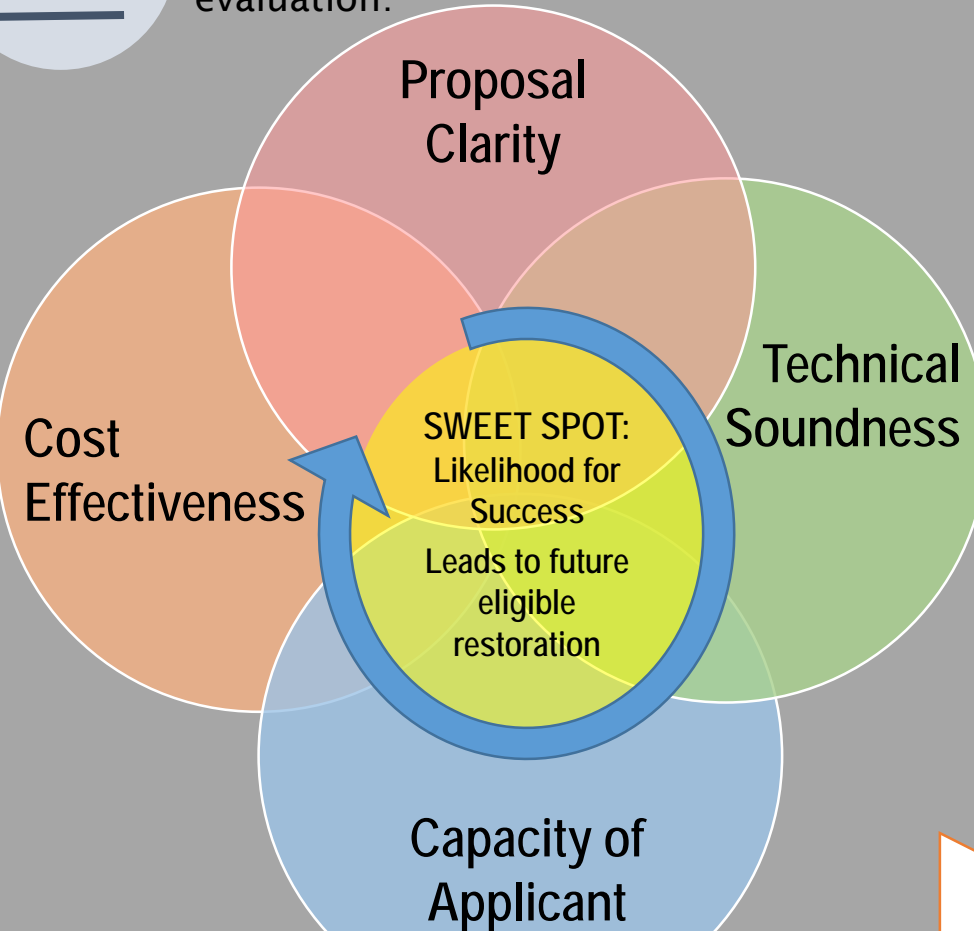 evaluation.
Proposal
Clarity
Technical
Soundness
Cost
Effectiveness
SWEET SPOT:
Likelihood for
Success
Leads to future
eligible
restoration
Capacity of
Applicant